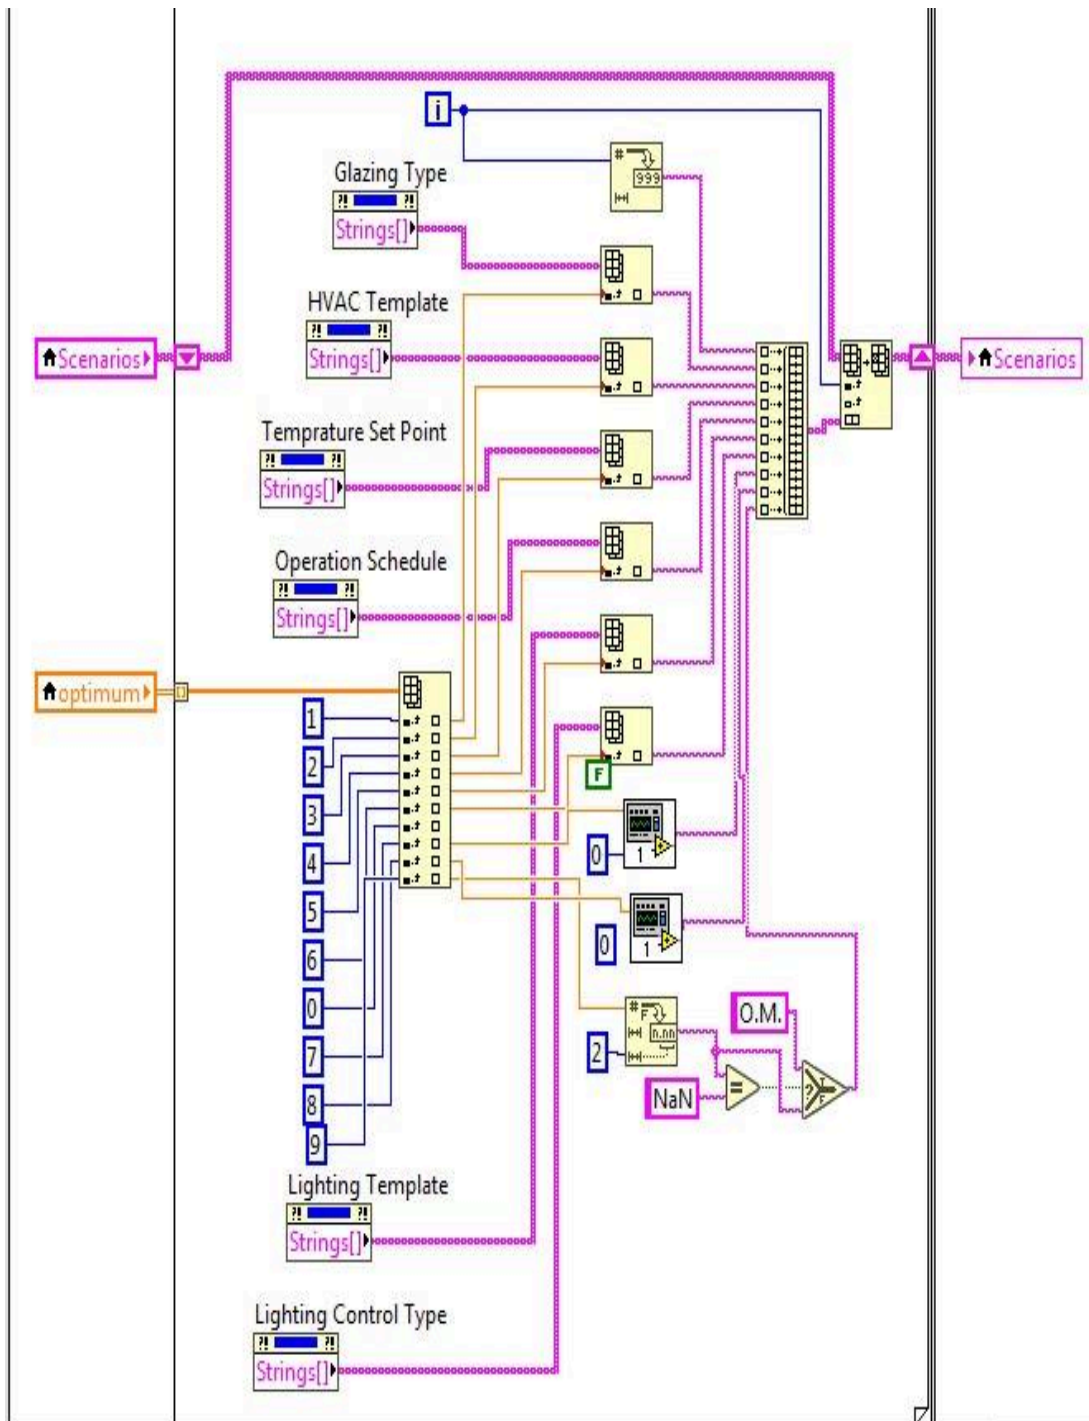 i
#
999
Glazing Type
?! ?!
Strings[]
HVAC Template
?! ?!
Strings[]
Scenarios
Scenarios
Temprature Set Point
?! ?!
Strings[]
Operation Schedule
?! ?!
Strings[]
optimum
[]
1
2
3
4
5
6
0
7
8
9
F
0
1
0
1
# F
n.nn
2
O.M.
NaN
=
? T
F
Lighting Template
?! ?!
Strings[]
Lighting Control Type
?! ?!
Strings[]